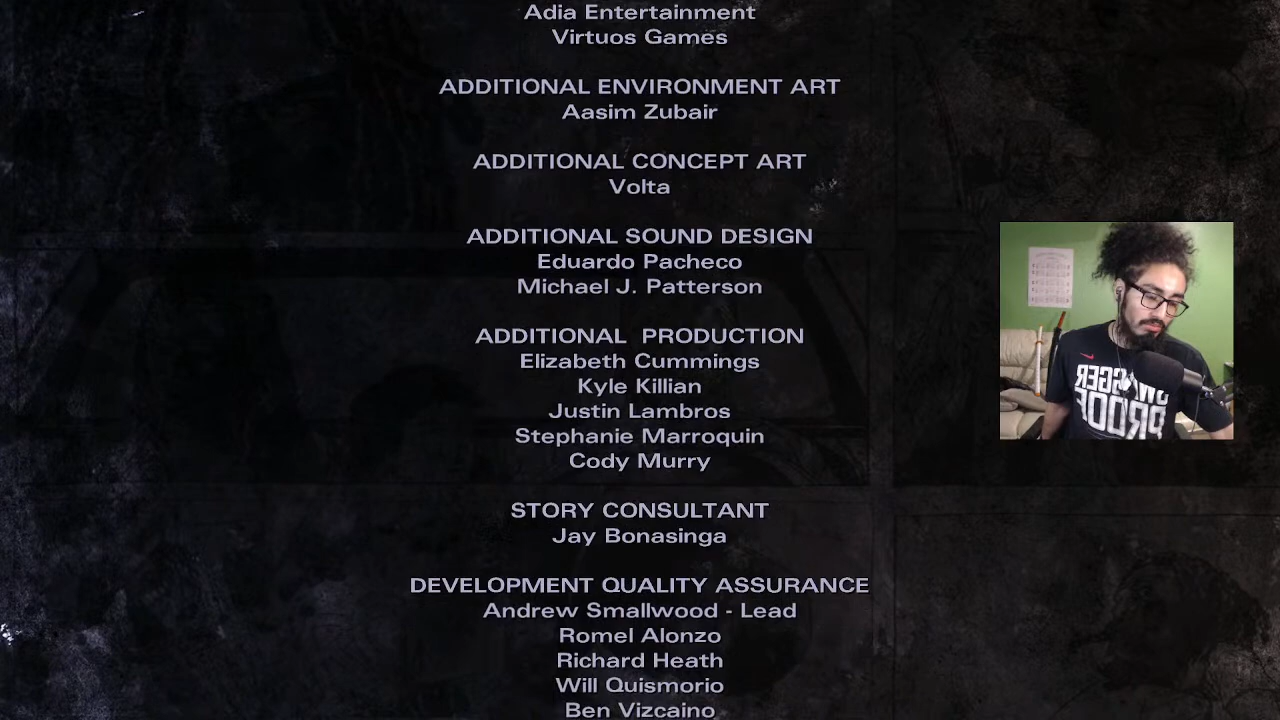 Adia Entertainment
Virtuos Games
ADDITIONAL ENVIRONMENT ART
Aasim Zubair
ADDITIONAL CONCEPT ART
Volta
ADDITIONAL SOUND DESIGN
Eduardo Pacheco
Michael J. Patterson
ADDITIONAL PRODUCTION
Elizabeth Cummings
Kyle Killian
Justin Lambros
Stephanie Marroquin
Cody Murry
STORY CONSULTANT
Jay Bonasinga
DEVELOPMENT QUALITY ASSURANCE
Andrew Smallwood - Lead
Romel Alonzo
Richard Heath
Will Quismorio
Ben Vizcaino
PROOF